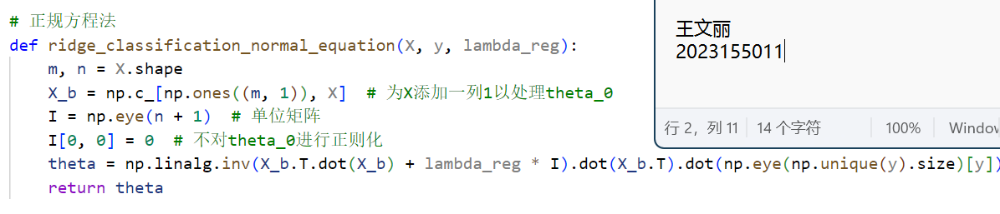 # 正规方程法
def ridge_classification_normal_equation(X, y, lambda_reg):
    m, n = X.shape
    X_b = np.c_[np.ones((m, 1)), X]  # 为X添加一列1以处理theta_0
    I = np.eye(n + 1)  # 单位矩阵
    I[0, 0] = 0  # 不对theta_0进行正则化
    theta = np.linalg.inv(X_b.T.dot(X_b) + lambda_reg * I).dot(X_b.T).dot(np.eye(np.unique(y).size)[y])
    return theta
王文丽
2023155011
行 2，列 11 14 个字符 100% Window